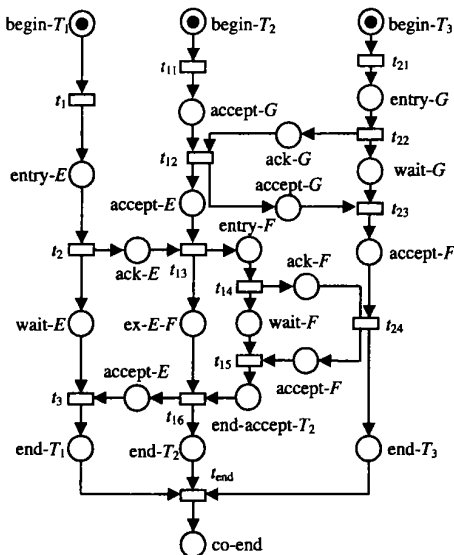 begin-T₁ begin-T₂ begin-T₃
t₁₁ t₂₁
t₁ accept-G entry-G
t₁₂ ack-G t₂₂
entry-E accept-G wait-G
accept-E entry-F t₂₃
t₂ ack-E t₁₃ ack-F accept-F
t₁₄
wait-E ex-E-F wait-F t₂₄
accept-E t₁₅ accept-F
t₃ t₁₆ end-accept-T₂
end-T₁ end-T₂ end-T₃
t_end
co-end